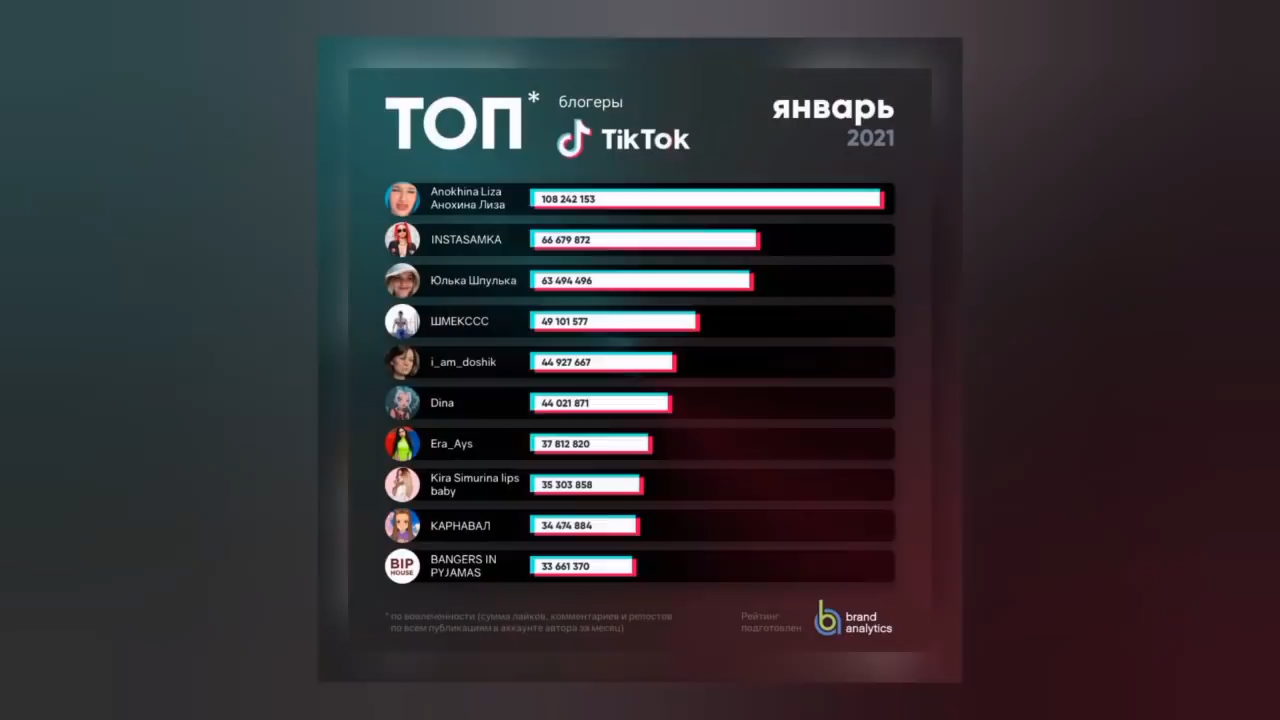 ТОП*
блогеры
TikTok
январь
2021
Anokhina Liza
Анохина Лиза
108 242 153
INSTASAMKA
66 679 872
Юлька Шпулька
63 494 496
ШМЕКССС
49 101 577
i_am_doshik
44 927 667
Dina
44 021 871
Era_Ays
37 812 820
Kira Simurina lips
baby
35 303 858
КАРНАВАЛ
34 474 884
BIP
HOUSE
BANGERS IN
PYJAMAS
33 661 370
* по вовлеченности (сумма лайков, комментариев и репостов
по всем публикациям в аккаунте автора за месяц)
Рейтинг
подготовлен
brand
analytics